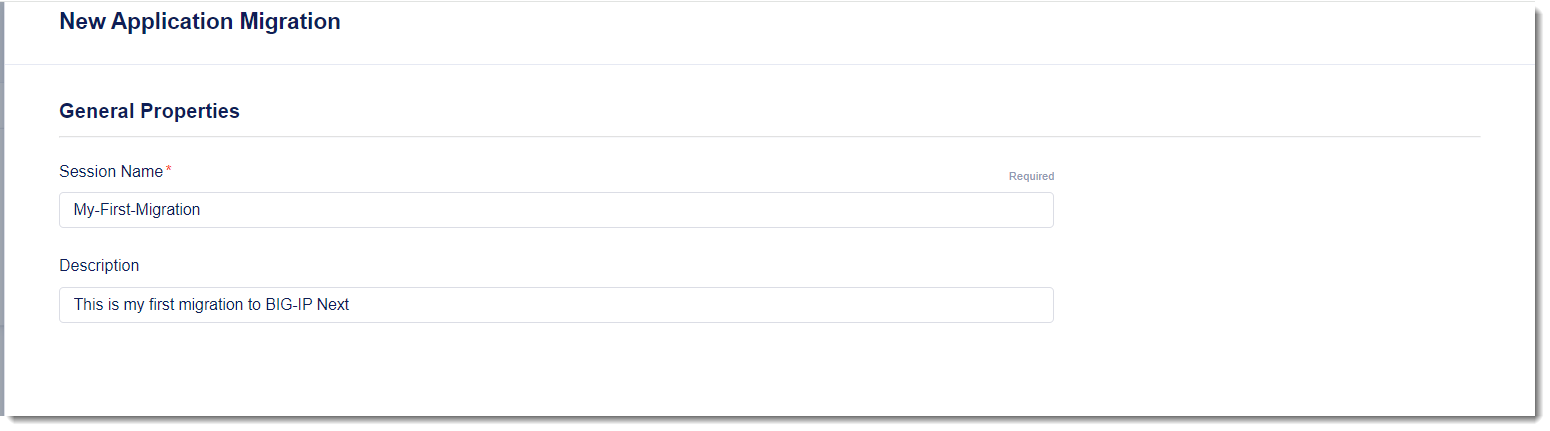 New Application Migration
General Properties
Session Name*
Required
My-First-Migration
Description
This is my first migration to BIG-IP Next